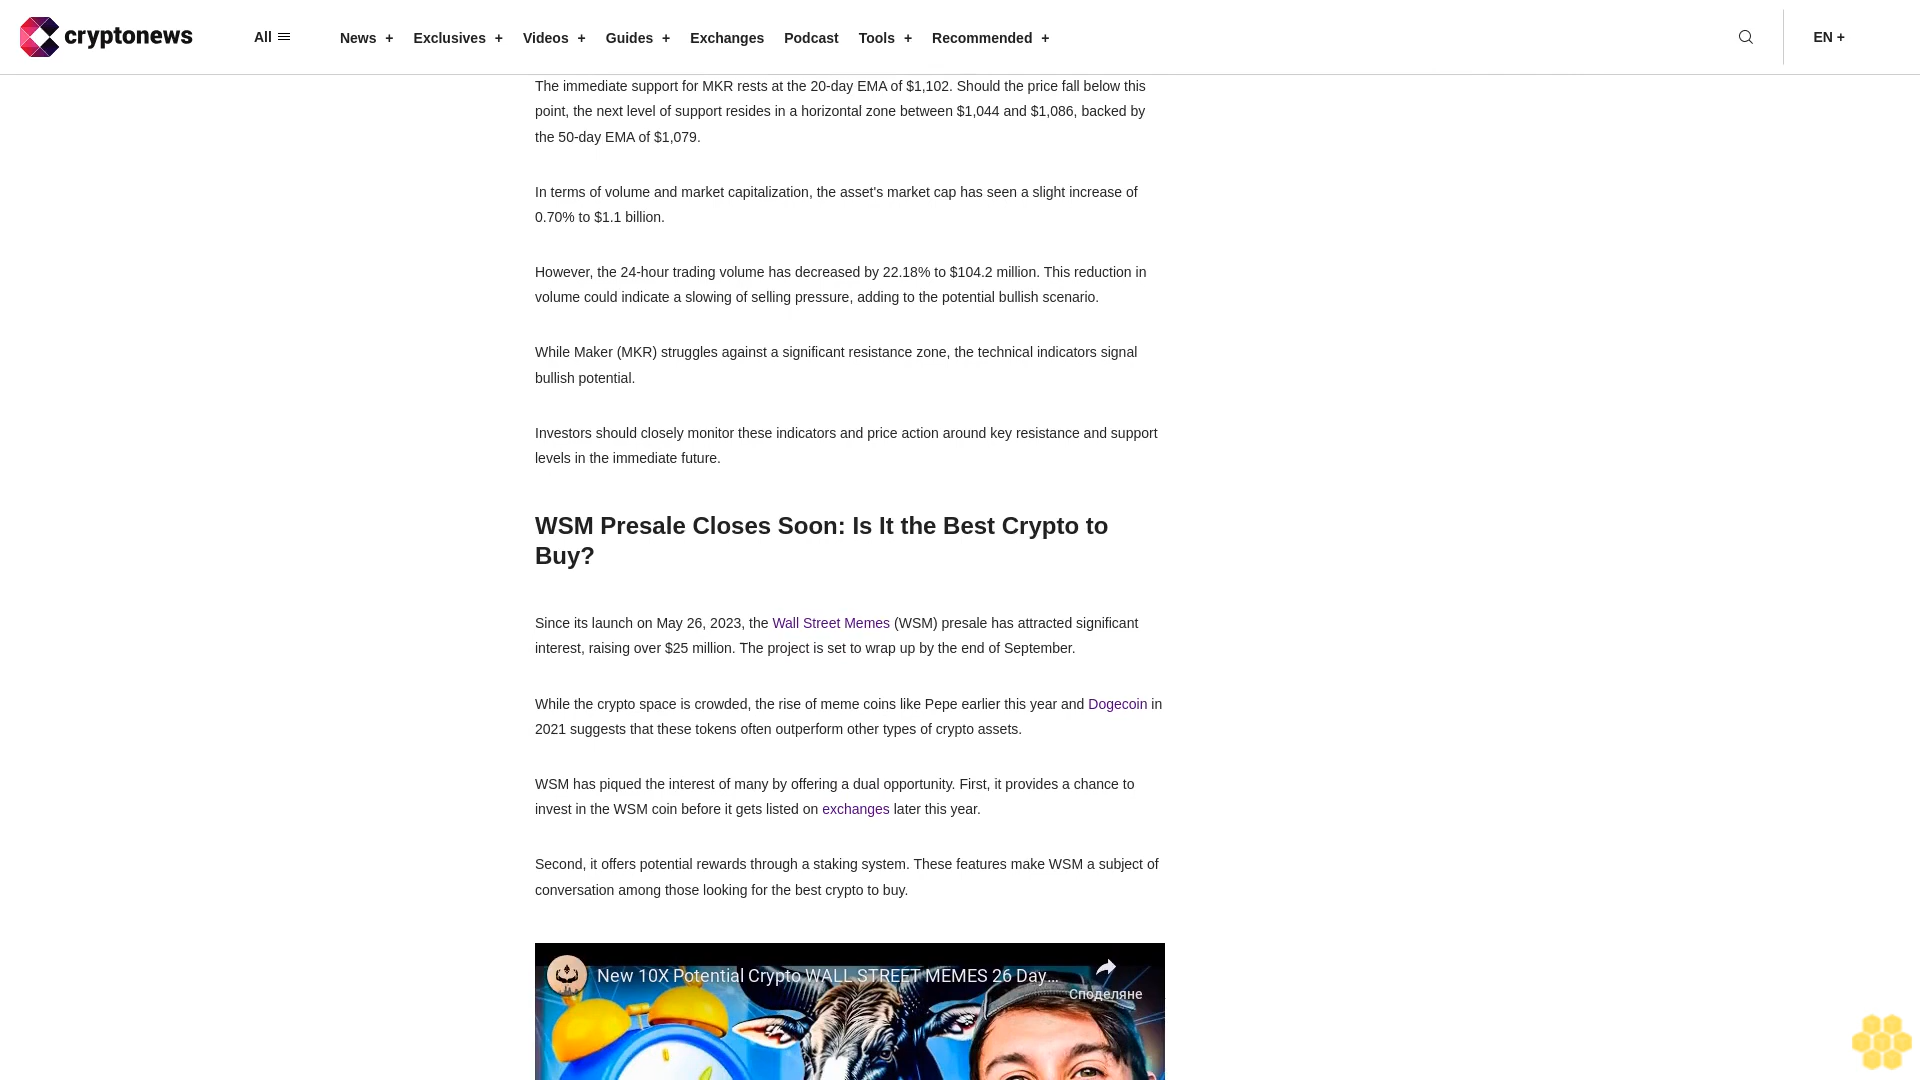 cryptonews
All
News + Exclusives + Videos + Guides + Exchanges Podcast Tools + Recommended +
EN +
The immediate support for MKR rests at the 20-day EMA of $1,102. Should the price fall below this
point, the next level of support resides in a horizontal zone between $1,044 and $1,086, backed by
the 50-day EMA of $1,079.
In terms of volume and market capitalization, the asset's market cap has seen a slight increase of
0.70% to $1.1 billion.
However, the 24-hour trading volume has decreased by 22.18% to $104.2 million. This reduction in
volume could indicate a slowing of selling pressure, adding to the potential bullish scenario.
While Maker (MKR) struggles against a significant resistance zone, the technical indicators signal
bullish potential.
Investors should closely monitor these indicators and price action around key resistance and support
levels in the immediate future.
WSM Presale Closes Soon: Is It the Best Crypto to
Buy?
Since its launch on May 26, 2023, the Wall Street Memes (WSM) presale has attracted significant
interest, raising over $25 million. The project is set to wrap up by the end of September.
While the crypto space is crowded, the rise of meme coins like Pepe earlier this year and Dogecoin in
2021 suggests that these tokens often outperform other types of crypto assets.
WSM has piqued the interest of many by offering a dual opportunity. First, it provides a chance to
invest in the WSM coin before it gets listed on exchanges later this year.
Second, it offers potential rewards through a staking system. These features make WSM a subject of
conversation among those looking for the best crypto to buy.
New 10X Potential Crypto WALL STREET MEMES 26 Day...
Споделяне